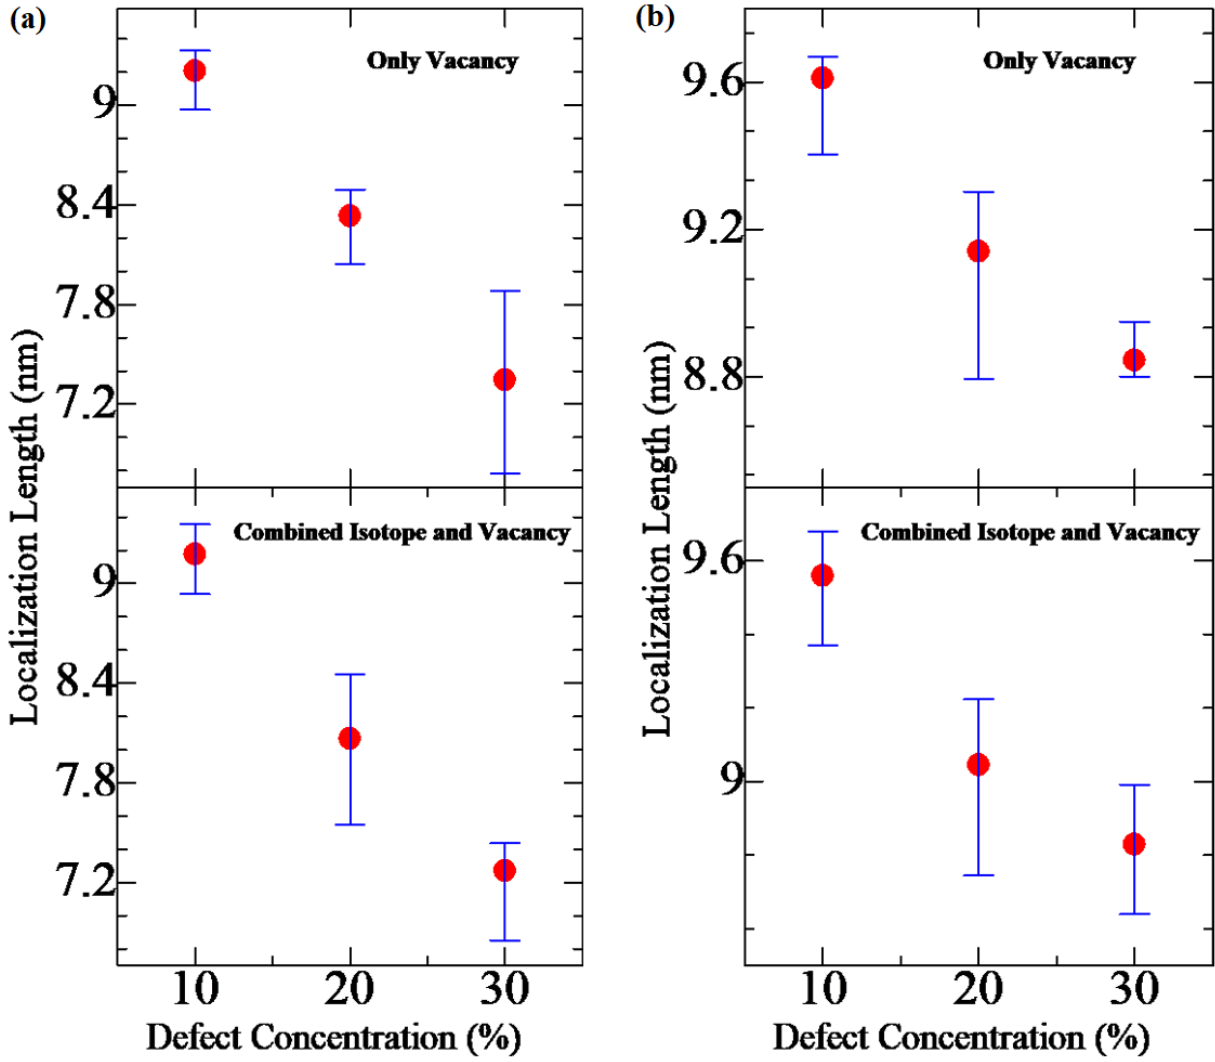 (a)
Only Vacancy
9
8.4
7.8
7.2
Combined Isotope and Vacancy
9
8.4
7.8
7.2
Localization Length (nm)
10 20 30
Defect Concentration (%)
(b)
Only Vacancy
9.6
9.2
8.8
Combined Isotope and Vacancy
9.6
9
Localization Length (nm)
10 20 30
Defect Concentration (%)